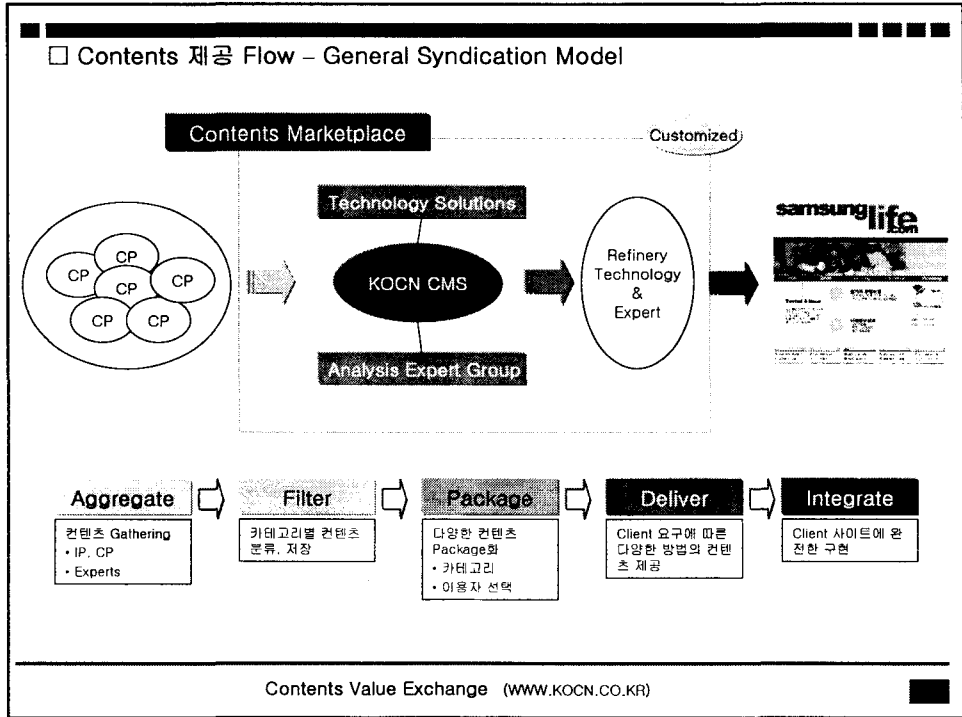 □ Contents 제공 Flow – General Syndication Model
Contents Marketplace
Customized
Technology Solutions
CP
CP
CP
CP
CP
CP
KOCN CMS
Refinery
Technology
&
Expert
samsunglife
.com
Analysis Expert Group
Aggregate
컨텐츠 Gathering
• IP, CP
• Experts
Filter
카테고리별 컨텐츠
분류, 저장
Package
다양한 컨텐츠
Package화
• 카테고리
• 이용자 선택
Deliver
Client 요구에 따른
다양한 방법의 컨텐
츠 제공
Integrate
Client 사이트에 완
전한 구현
Contents Value Exchange (WWW.KOCN.CO.KR)